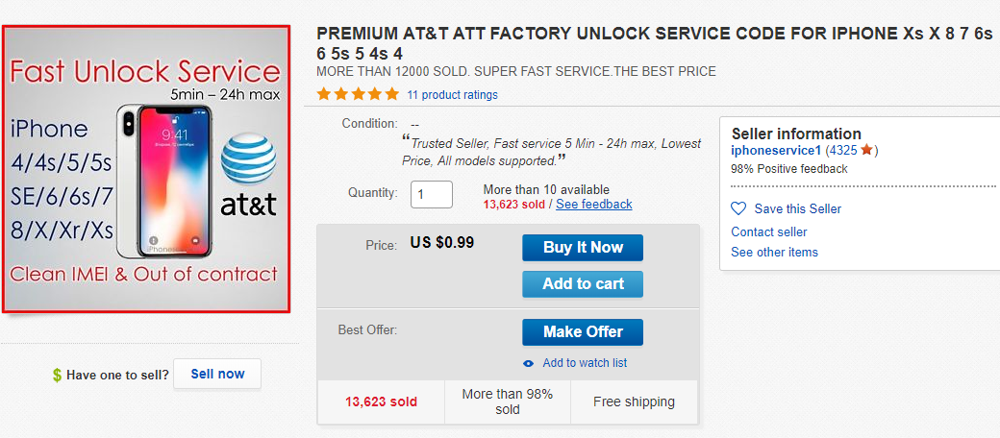 Fast Unlock Service
5min – 24h max
iPhone
4/4s/5/5s
SE/6/6s/7
8/X/Xr/Xs
9:41
at&t
Clean IMEI & Out of contract
$ Have one to sell? Sell now
PREMIUM AT&T ATT FACTORY UNLOCK SERVICE CODE FOR IPHONE Xs X 8 7 6s
6 5s 5 4s 4
MORE THAN 12000 SOLD. SUPER FAST SERVICE.THE BEST PRICE
11 product ratings
Condition: --
“Trusted Seller, Fast service 5 Min - 24h max, Lowest
Price, All models supported.”
Quantity: 1
More than 10 available
13,623 sold / See feedback
Price: US $0.99
Buy It Now
Add to cart
Best Offer:
Make Offer
Add to watch list
13,623 sold
More than 98%
sold
Free shipping
Seller information
iphoneservice1 (4325 )
98% Positive feedback
Save this Seller
Contact seller
See other items